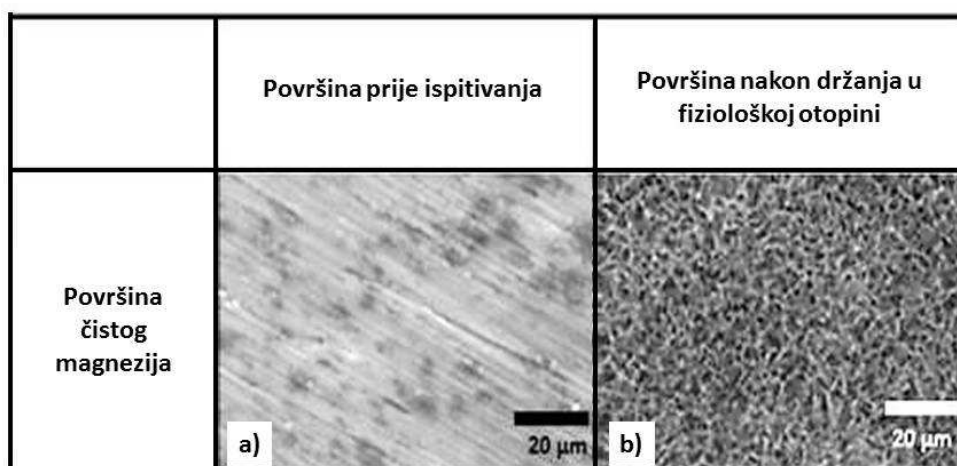 Površina prije ispitivanja
Površina nakon držanja u
fiziološkoj otopini
Površina
čistog
magnezija
a)
20 µm
b)
20 µm